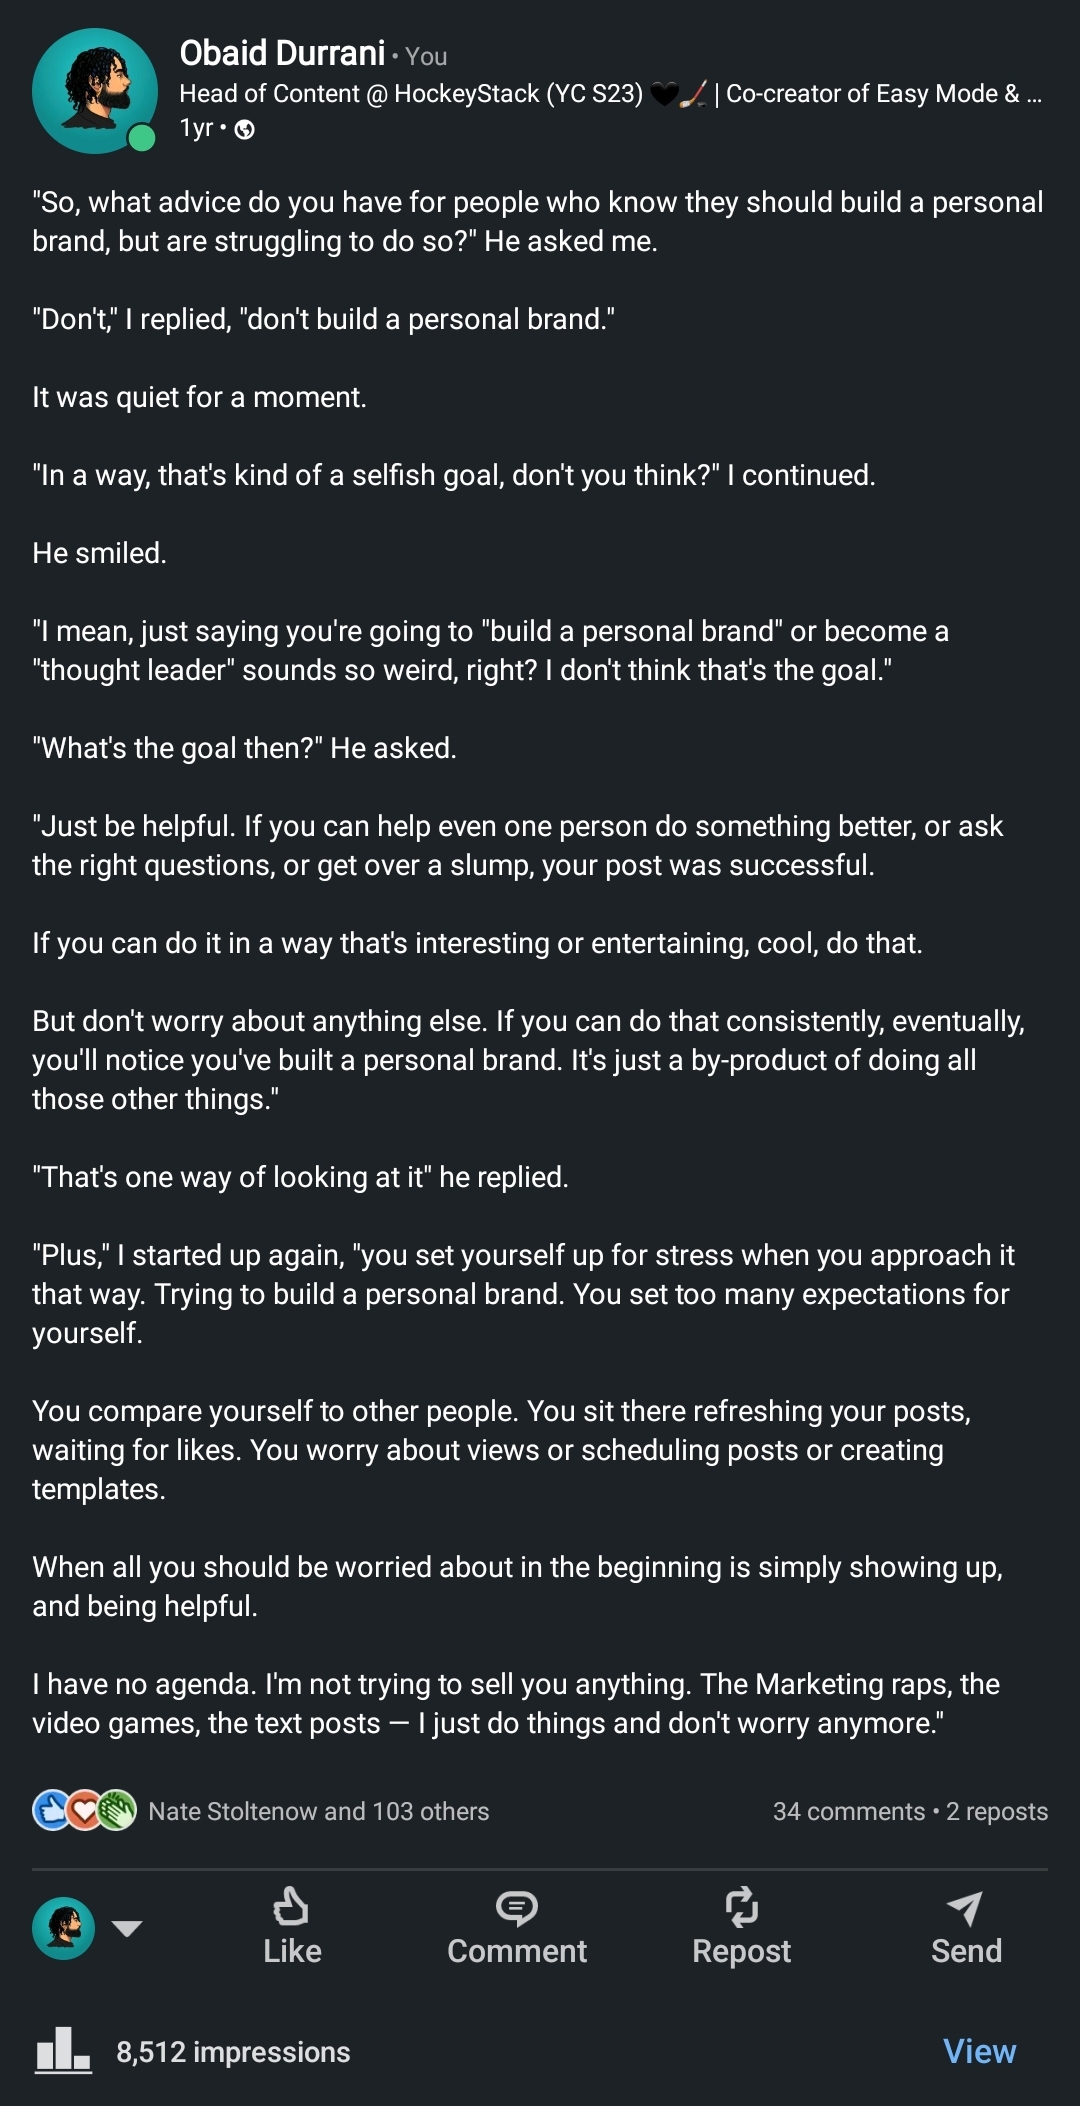 Obaid Durrani • You
Head of Content @ HockeyStack (YC S23) 🖤🏒 | Co-creator of Easy Mode & ...
1yr •
"So, what advice do you have for people who know they should build a personal
brand, but are struggling to do so?" He asked me.
"Don't," I replied, "don't build a personal brand."
It was quiet for a moment.
"In a way, that's kind of a selfish goal, don't you think?" I continued.
He smiled.
"I mean, just saying you're going to "build a personal brand" or become a
"thought leader" sounds so weird, right? I don't think that's the goal."
"What's the goal then?" He asked.
"Just be helpful. If you can help even one person do something better, or ask
the right questions, or get over a slump, your post was successful.
If you can do it in a way that's interesting or entertaining, cool, do that.
But don't worry about anything else. If you can do that consistently, eventually,
you'll notice you've built a personal brand. It's just a by-product of doing all
those other things."
"That's one way of looking at it" he replied.
"Plus," I started up again, "you set yourself up for stress when you approach it
that way. Trying to build a personal brand. You set too many expectations for
yourself.
You compare yourself to other people. You sit there refreshing your posts,
waiting for likes. You worry about views or scheduling posts or creating
templates.
When all you should be worried about in the beginning is simply showing up,
and being helpful.
I have no agenda. I'm not trying to sell you anything. The Marketing raps, the
video games, the text posts — I just do things and don't worry anymore."
Nate Stoltenow and 103 others
34 comments • 2 reposts
Like
Comment
Repost
Send
8,512 impressions
View